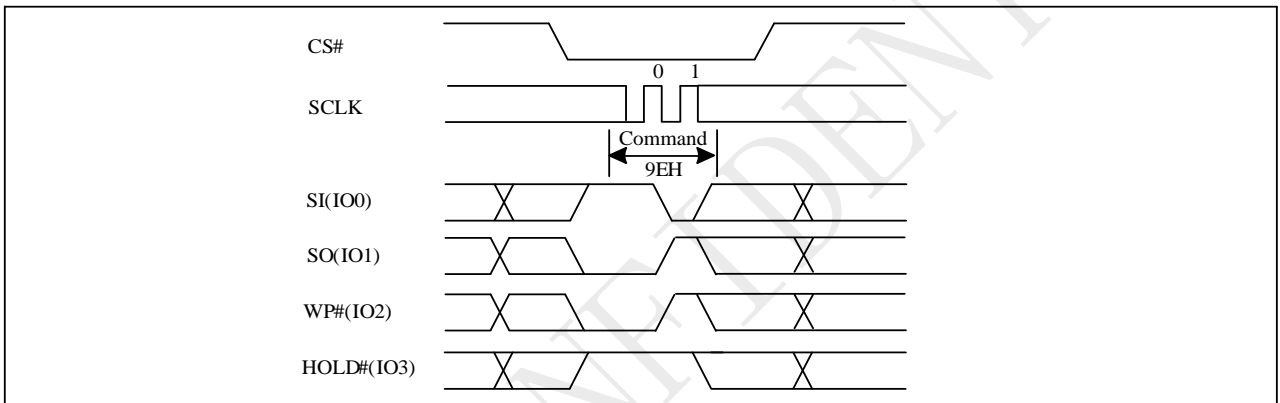 CS#
0 1
SCLK
Command
9EH
SI(IO0)
SO(IO1)
WP#(IO2)
HOLD#(IO3)